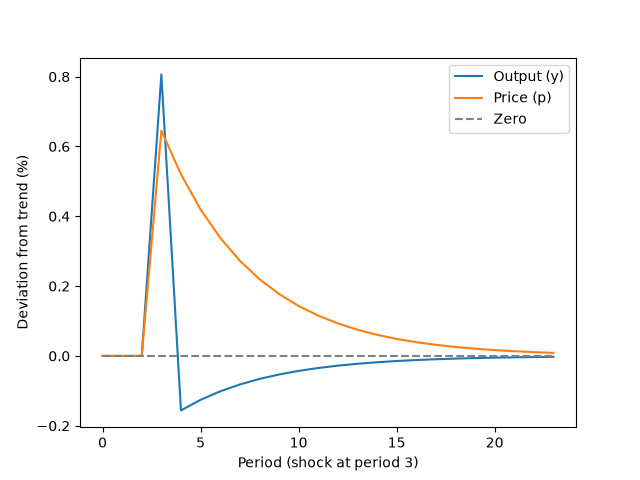 Output (y)
Price (p)
Zero
Deviation from trend (%)
0.8
0.6
0.4
0.2
0.0
−0.2
0 5 10 15 20
Period (shock at period 3)